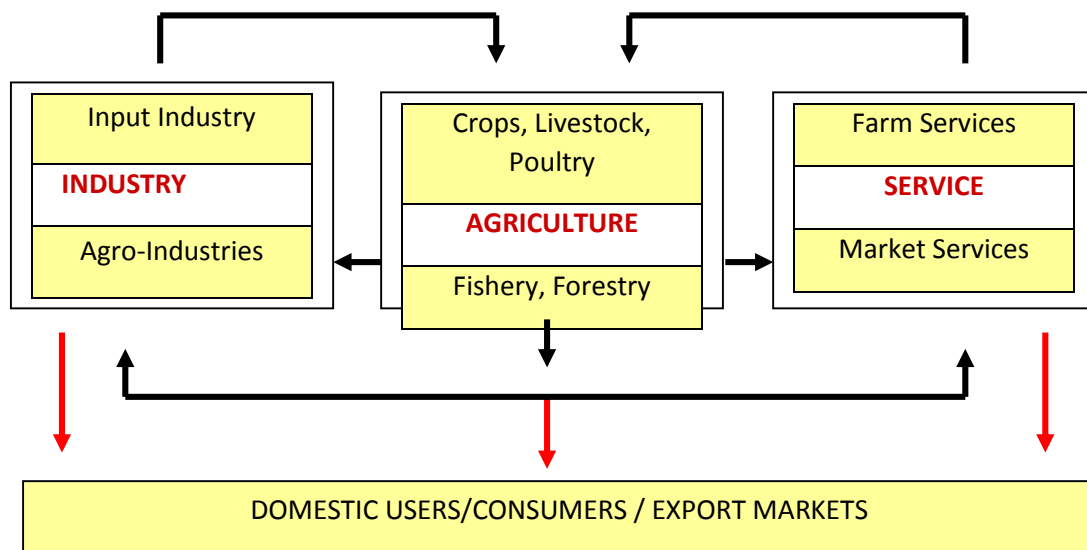 Input Industry
INDUSTRY
Agro-Industries
Crops, Livestock,
Poultry
AGRICULTURE
Fishery, Forestry
Farm Services
SERVICE
Market Services
DOMESTIC USERS/CONSUMERS / EXPORT MARKETS